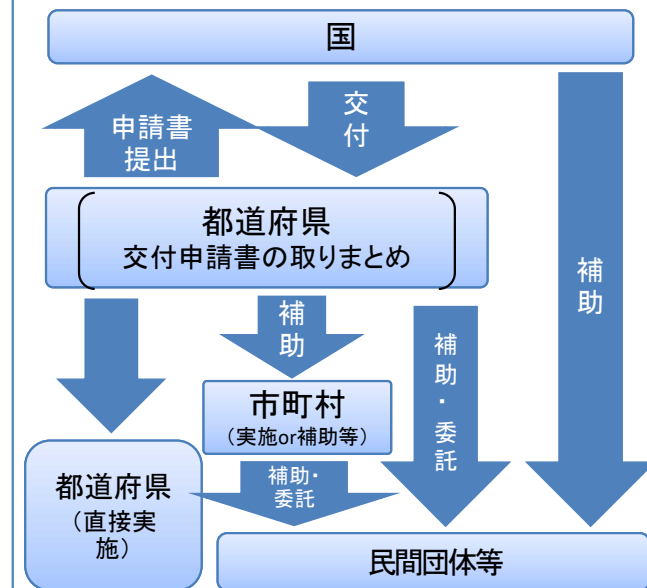 国
申請書
提出
交付
都道府県
交付申請書の取りまとめ
補助
補助
補助・委託
市町村
（実施or補助等）
補助・
委託
都道府県
（直接実
施）
民間団体等